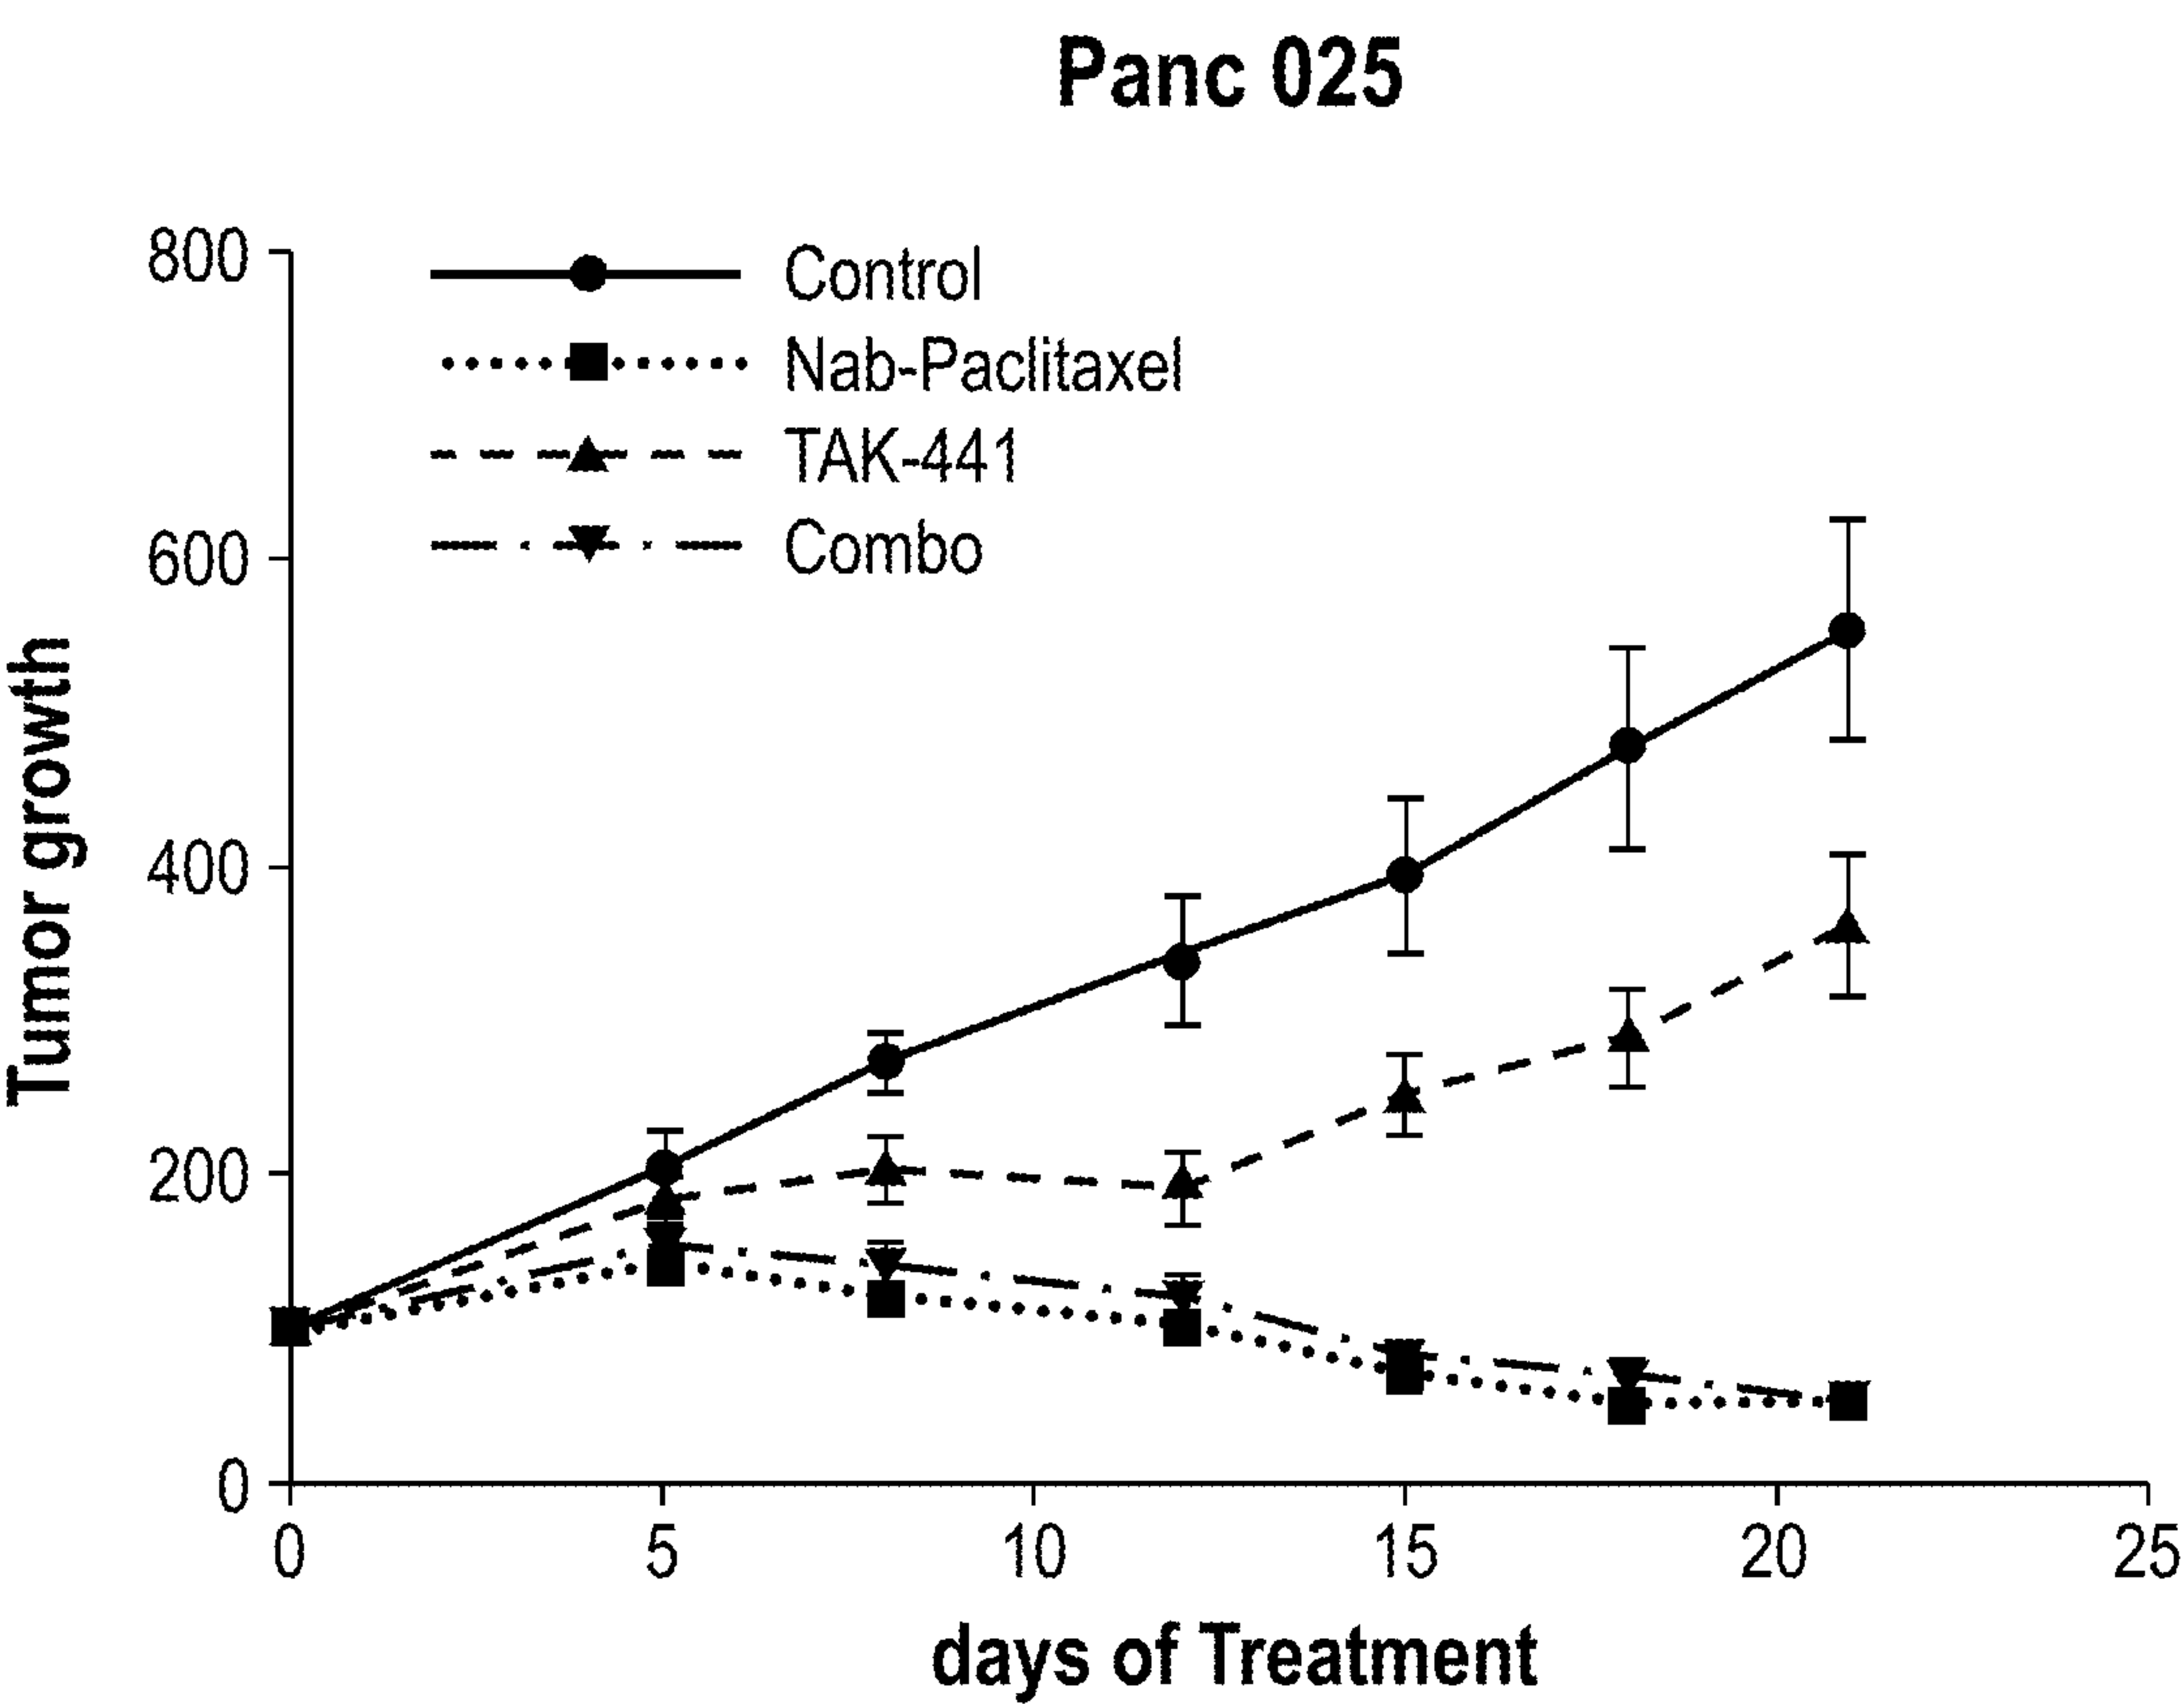 Panc 025
800
600
400
200
0
Control
Nab-Paclitaxel
TAK-441
Combo
Tumor growth
0 5 10 15 20 25
days of Treatment